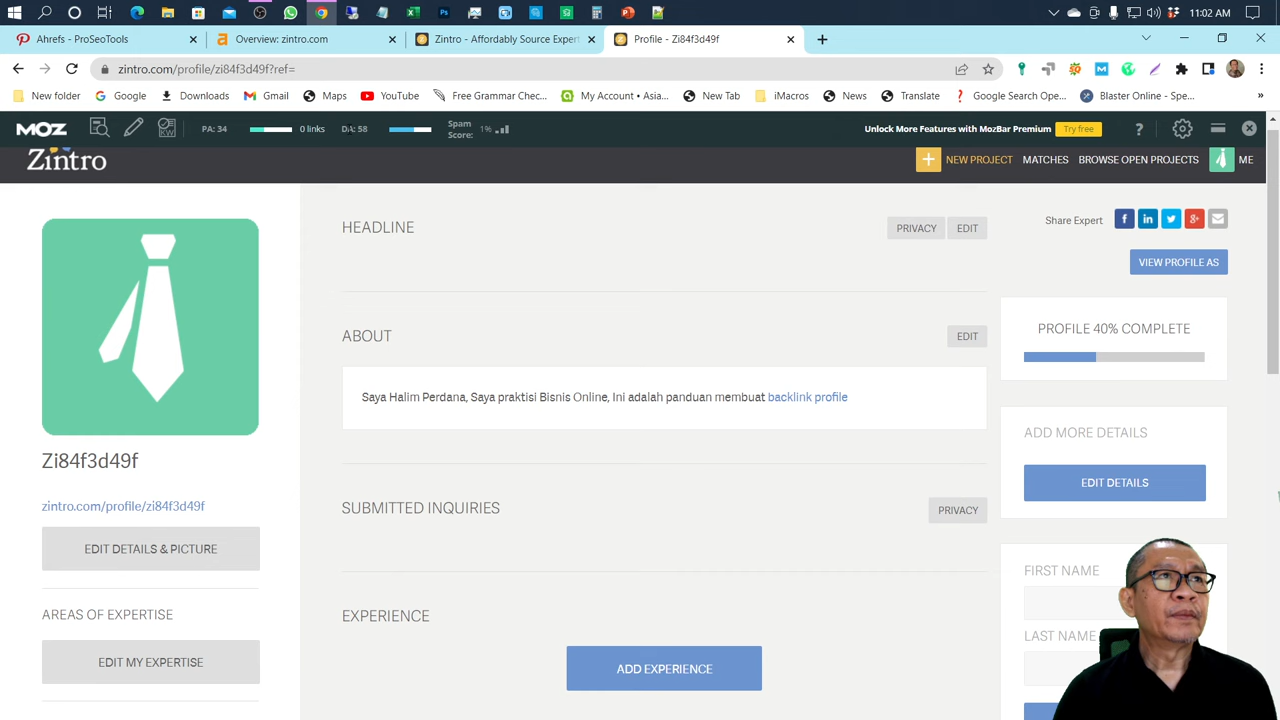 11:02 AM
Ahrefs - ProSeoTools
Overview: zintro.com
Zintro - Affordably Source Expert
Profile - Zi84f3d49f
zintro.com/profile/zi84f3d49f?ref=
New folder
Google
Downloads
Gmail
Maps
YouTube
Free Grammar Chec...
My Account • Asia...
New Tab
iMacros
News
Translate
Google Search Ope...
Blaster Online - Spe...
»
MOZ
PA: 34
0 links
DA: 58
Spam
Score:
1%
Unlock More Features with MozBar Premium
Try free
Zintro
NEW PROJECT
MATCHES
BROWSE OPEN PROJECTS
ME
HEADLINE
PRIVACY
EDIT
Share Expert
VIEW PROFILE AS
ABOUT
EDIT
PROFILE 40% COMPLETE
Saya Halim Perdana, Saya praktisi Bisnis Online, Ini adalah panduan membuat backlink profile
ADD MORE DETAILS
EDIT DETAILS
Zi84f3d49f
zintro.com/profile/zi84f3d49f
EDIT DETAILS & PICTURE
SUBMITTED INQUIRIES
PRIVACY
FIRST NAME
AREAS OF EXPERTISE
EXPERIENCE
LAST NAME
EDIT MY EXPERTISE
ADD EXPERIENCE